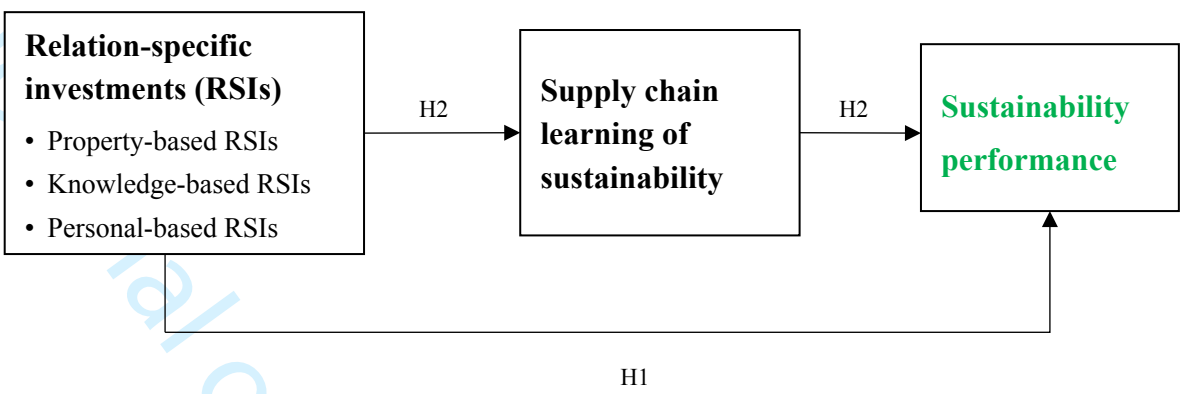 Relation-specific
investments (RSIs)
• Property-based RSIs
• Knowledge-based RSIs
• Personal-based RSIs
H2
Supply chain
learning of
sustainability
H2
Sustainability
performance
H1